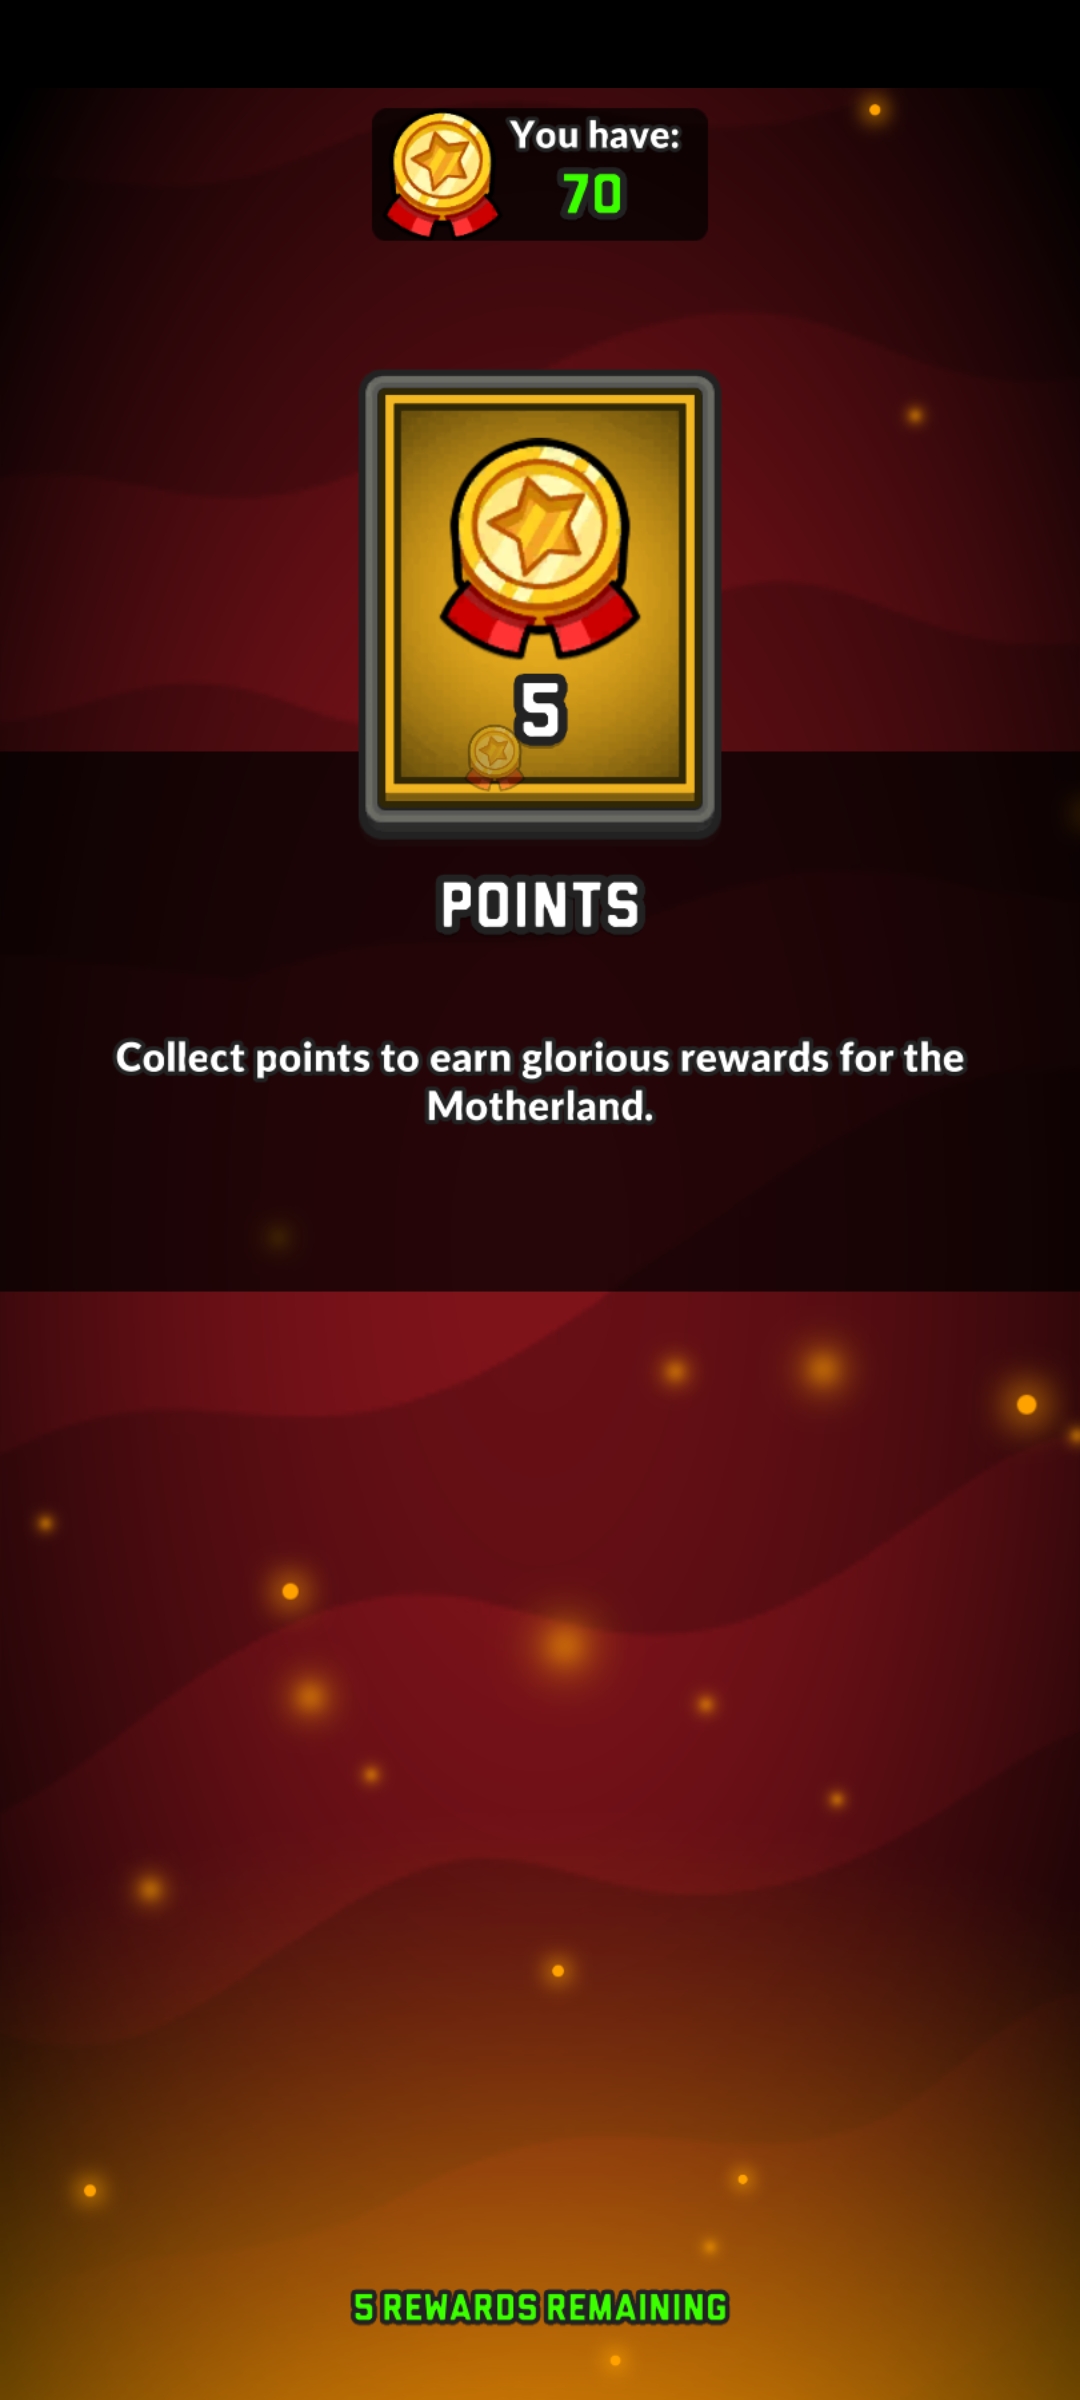 You have:
70
5
POINTS
Collect points to earn glorious rewards for the
Motherland.
5 REWARDS REMAINING